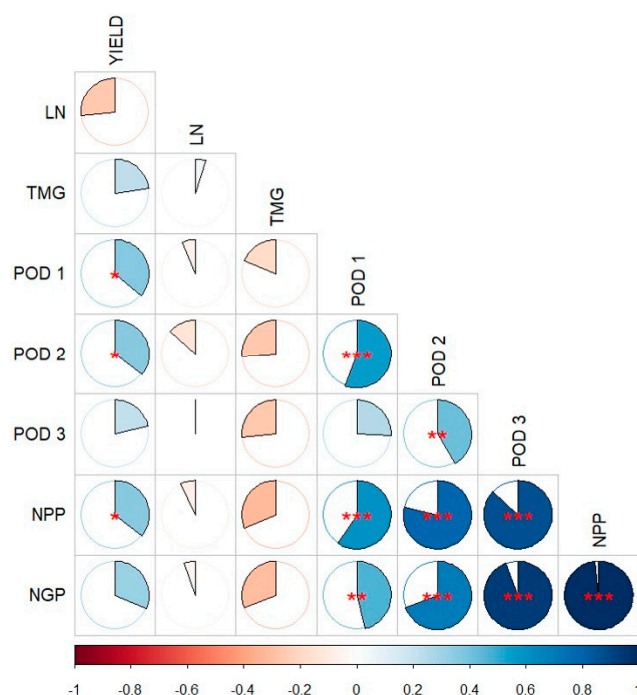 YIELD
LN
LN
TMG
TMG
POD 1
*
POD 1
POD 2
*
***
POD 2
POD 3
**
POD 3
NPP
*
***
***
***
NPP
NGP
**
***
***
***
-1 -0.8 -0.6 -0.4 -0.2 0 0.2 0.4 0.6 0.8 1